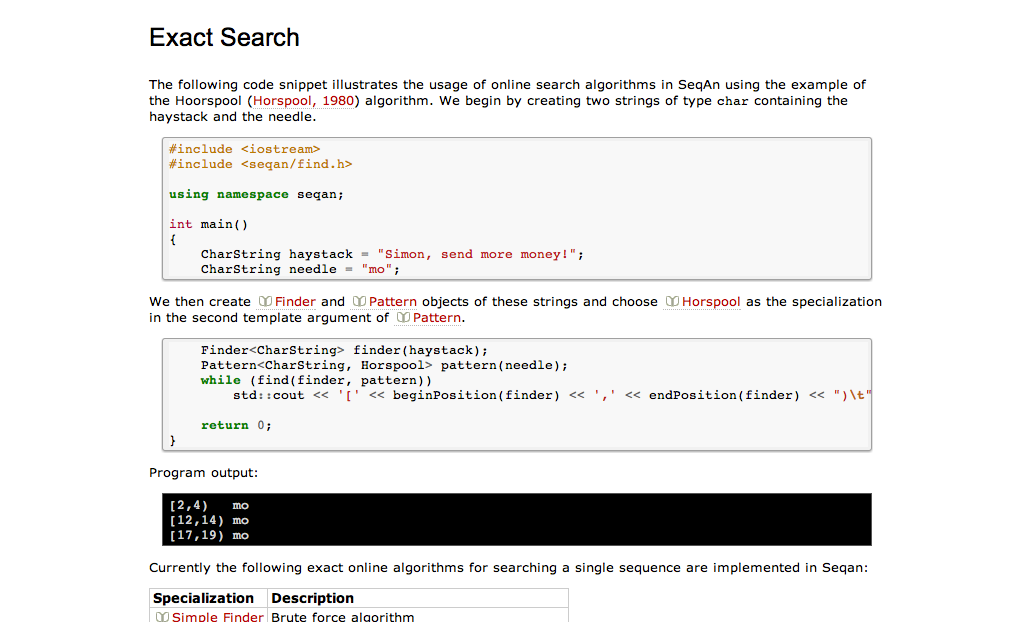 Exact Search
The following code snippet illustrates the usage of online search algorithms in SeqAn using the example of
the Hoorspool (Horspool, 1980) algorithm. We begin by creating two strings of type char containing the
haystack and the needle.
#include <iostream>
#include <seqan/find.h>
using namespace seqan;
int main()
{
CharString haystack = "Simon, send more money!";
CharString needle = "mo";
We then create Finder and Pattern objects of these strings and choose Horspool as the specialization
in the second template argument of Pattern.
Finder<CharString> finder(haystack);
Pattern<CharString, Horspool> pattern(needle);
while (find(finder, pattern))
std::cout << '[' << beginPosition(finder) << ',' << endPosition(finder) << ")\t"
return 0;
}
Program output:
[2,4) mo
[12,14) mo
[17,19) mo
Currently the following exact online algorithms for searching a single sequence are implemented in Seqan:
Specialization Description
Simple Finder Brute force algorithm